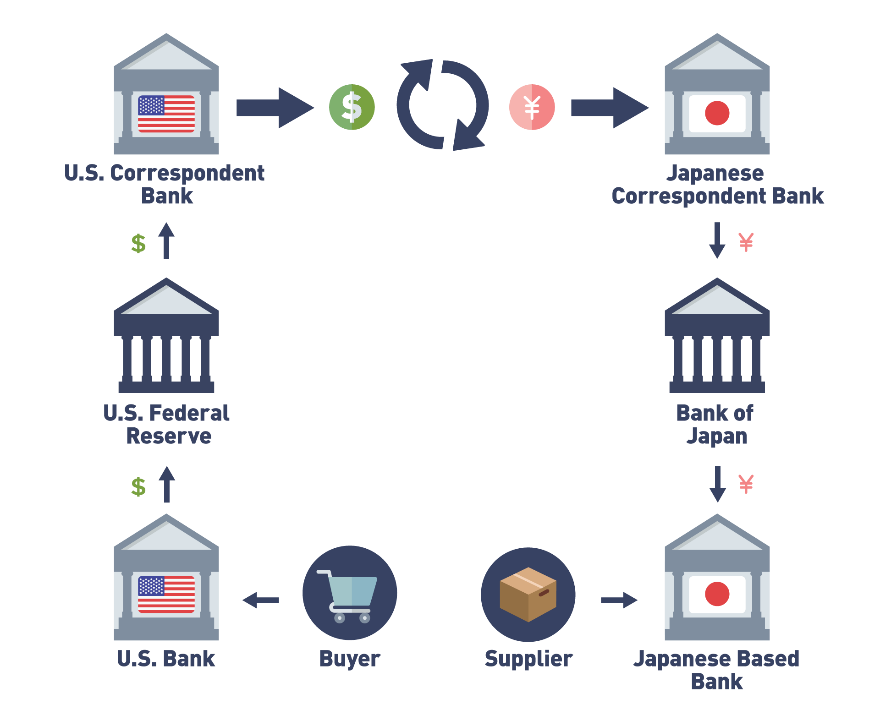 $
¥
U.S. Correspondent
Bank
Japanese
Correspondent Bank
$
¥
U.S. Federal
Reserve
Bank of
Japan
$
¥
U.S. Bank
Buyer
Supplier
Japanese Based
Bank